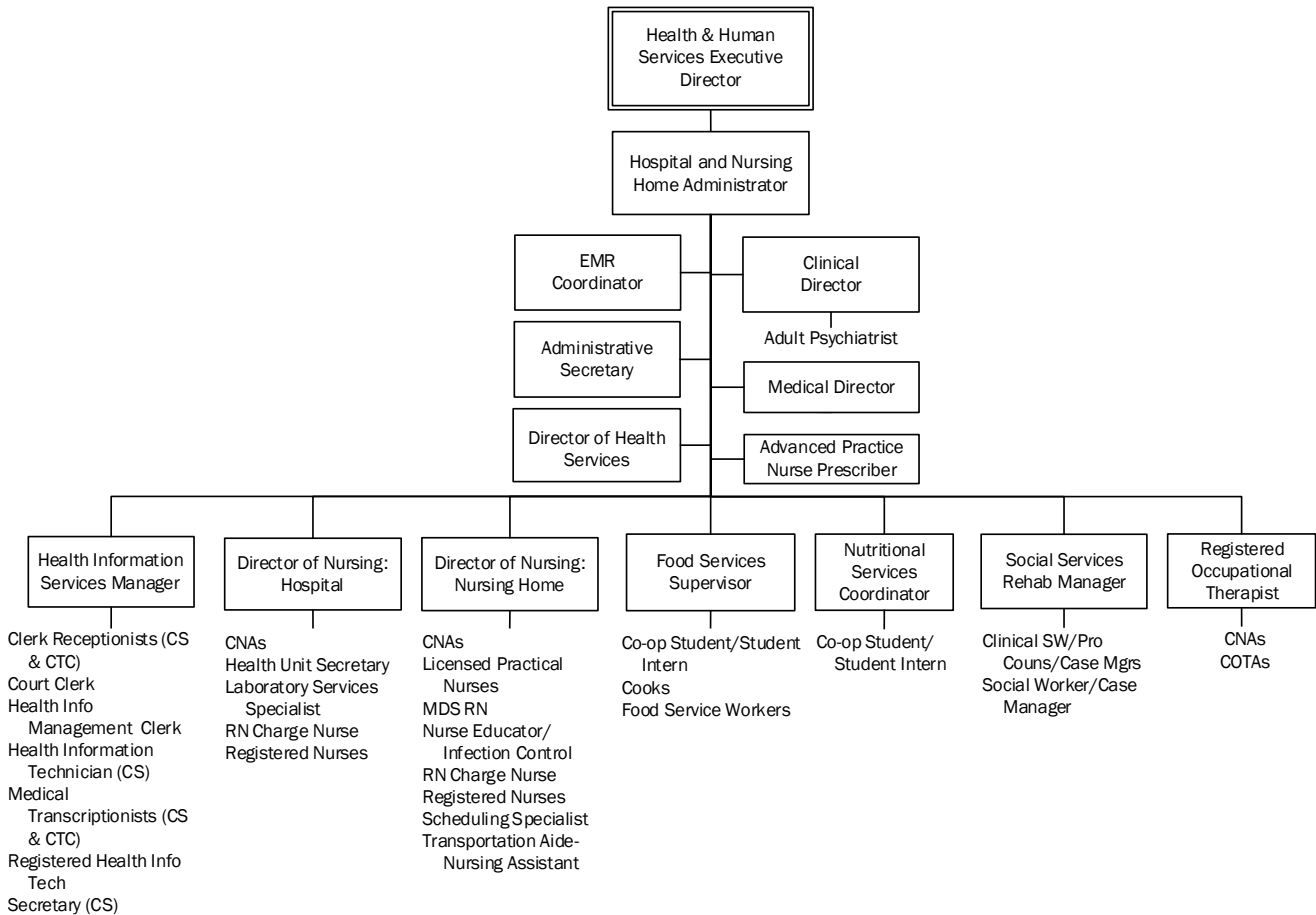 Health & Human
Services Executive
Director
Hospital and Nursing
Home Administrator
EMR
Coordinator
Clinical
Director
Adult Psychiatrist
Administrative
Secretary
Medical Director
Director of Health
Services
Advanced Practice
Nurse Prescriber
Health Information
Services Manager
Clerk Receptionists (CS
& CTC)
Court Clerk
Health Info
Management Clerk
Health Information
Technician (CS)
Medical
Transcriptionists (CS
& CTC)
Registered Health Info
Tech
Secretary (CS)
Director of Nursing:
Hospital
CNAs
Health Unit Secretary
Laboratory Services
Specialist
RN Charge Nurse
Registered Nurses
Director of Nursing:
Nursing Home
CNAs
Licensed Practical
Nurses
MDS RN
Nurse Educator/
Infection Control
RN Charge Nurse
Registered Nurses
Scheduling Specialist
Transportation Aide-
Nursing Assistant
Food Services
Supervisor
Co-op Student/Student
Intern
Cooks
Food Service Workers
Nutritional
Services
Coordinator
Co-op Student/
Student Intern
Social Services
Rehab Manager
Clinical SW/Pro
Couns/Case Mgrs
Social Worker/Case
Manager
Registered
Occupational
Therapist
CNAs
COTAs